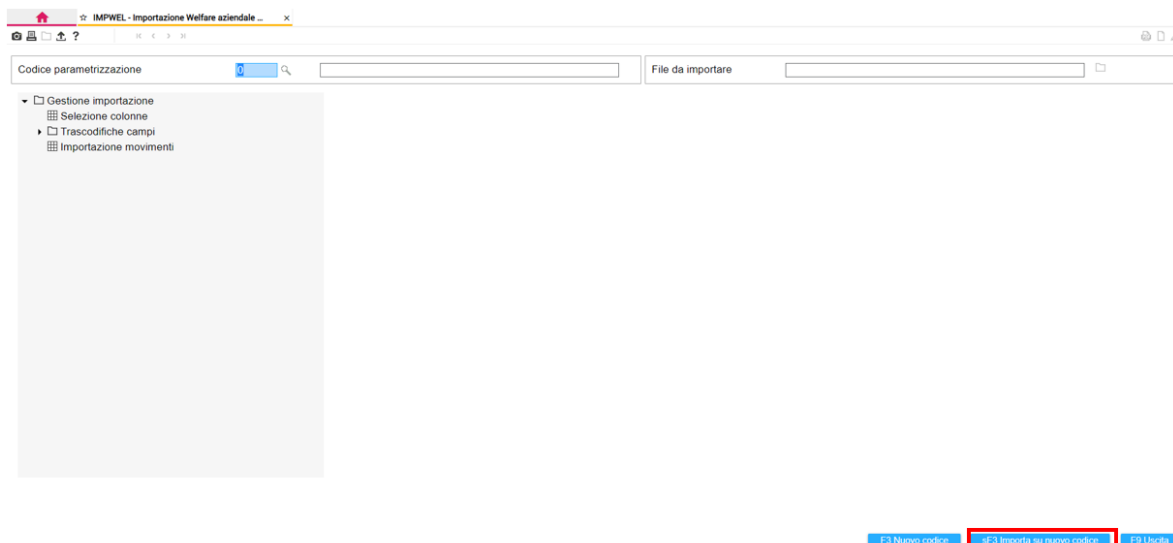 IMPWEL - Importazione Welfare aziendale ...
Codice parametrizzazione 0 File da importare
Gestione importazione
Selezione colonne
Trascodifiche campi
Importazione movimenti
F3 Nuovo codice sF3 Importa su nuovo codice F9 Uscita